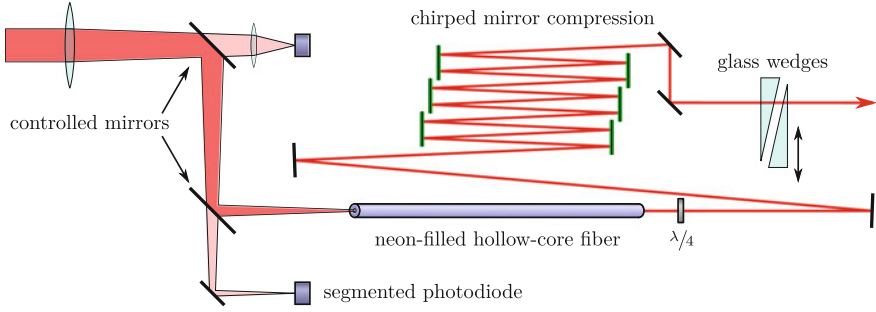 chirped mirror compression
glass wedges
controlled mirrors
neon-filled hollow-core fiber
λ/4
segmented photodiode